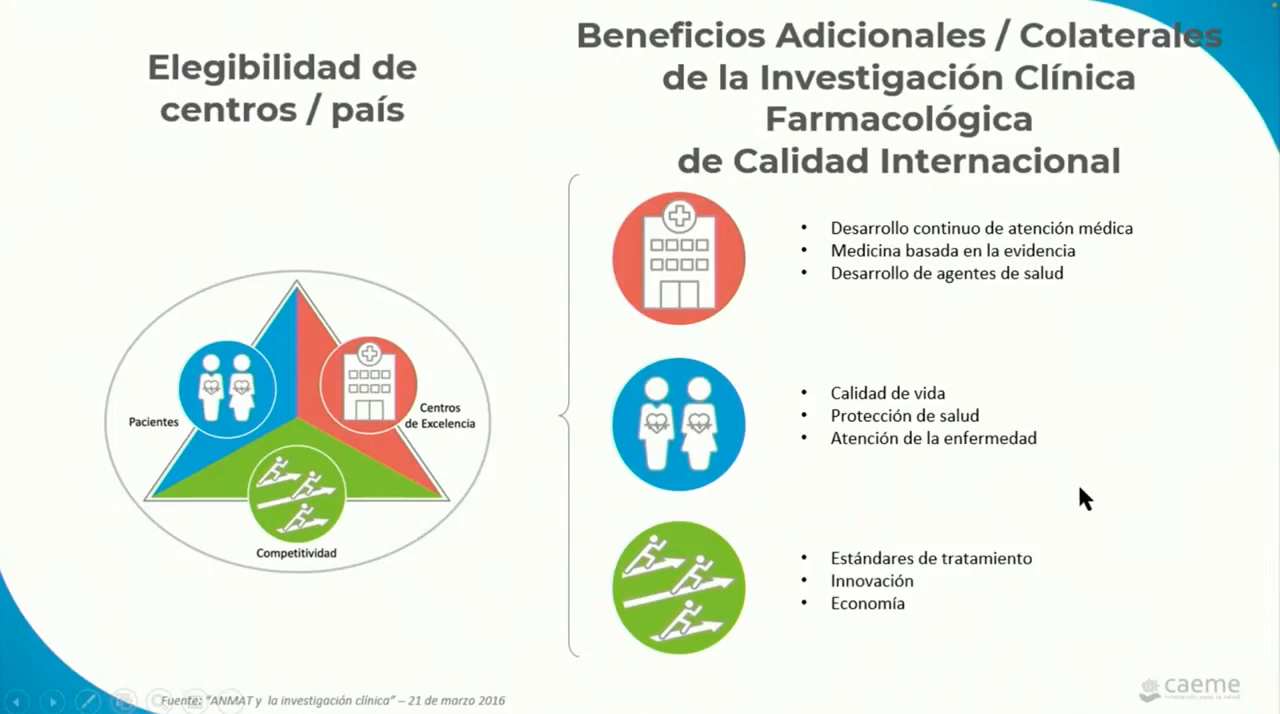 Elegibilidad de
centros / país
Beneficios Adicionales / Colaterales
de la Investigación Clínica
Farmacológica
de Calidad Internacional
Pacientes
Centros
de Excelencia
Competitividad
• Desarrollo continuo de atención médica
• Medicina basada en la evidencia
• Desarrollo de agentes de salud
• Calidad de vida
• Protección de salud
• Atención de la enfermedad
• Estándares de tratamiento
• Innovación
• Economía
Fuente: "ANMAT y la investigación clínica" – 21 de marzo 2016
caeme